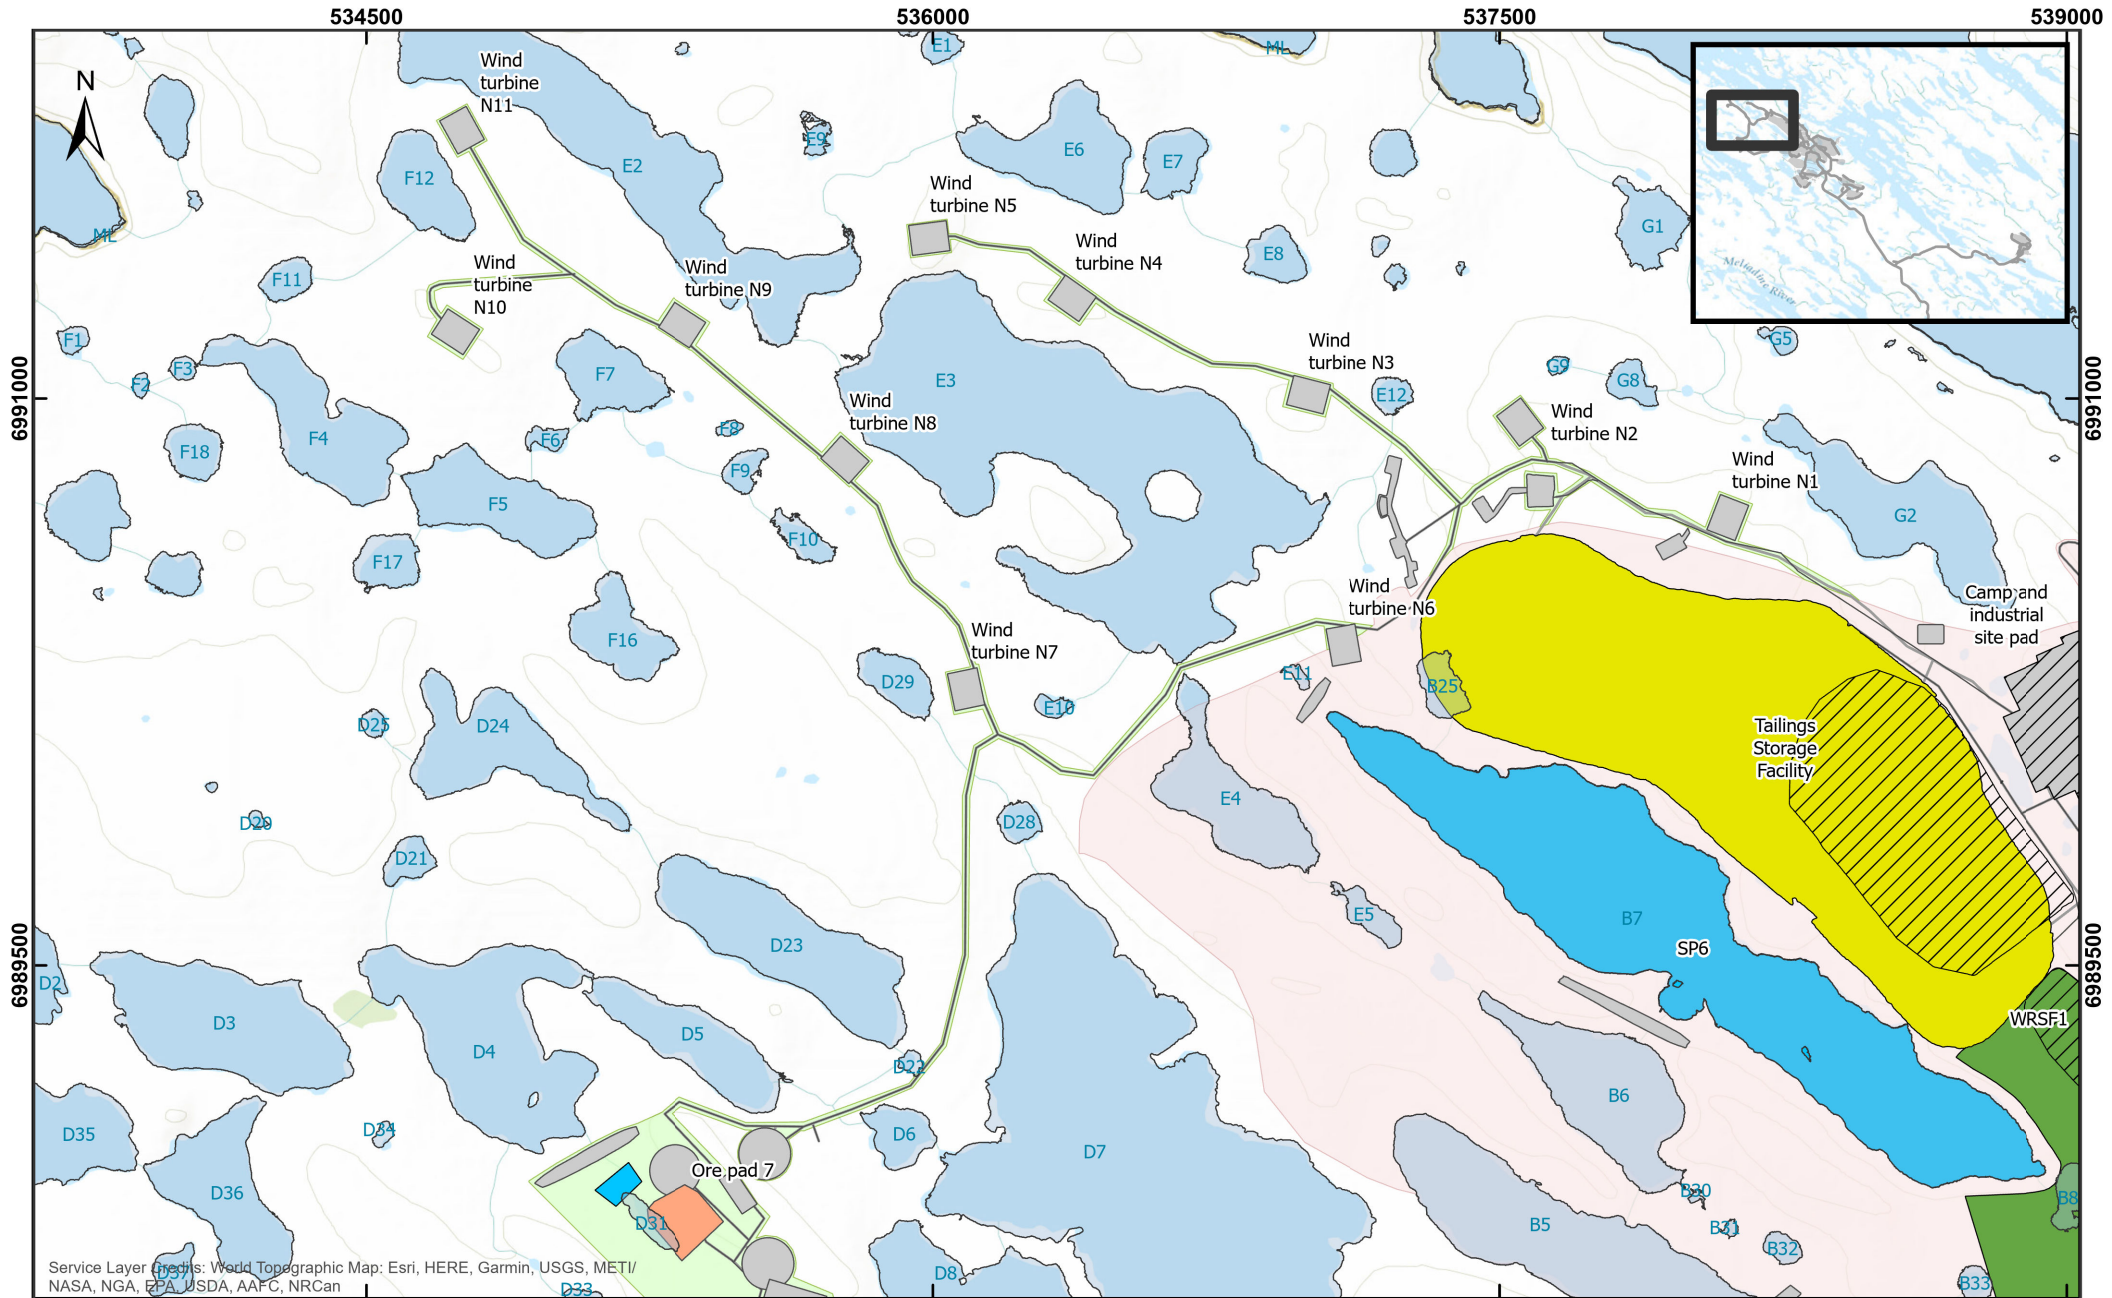 534500
536000
537500
539000
N
Wind
turbine
N11
E1
ML
E2
E9
E6
E7
F12
Wind
turbine N5
G1
ML
Wind
turbine N4
E8
Meliadine River
F11
Wind
turbine
N10
Wind
turbine N9
F1
F2
F3
F7
E3
Wind
turbine N3
G5
G9
G8
E12
6991000
6991000
Wind
turbine N8
Wind
turbine N2
F18
F4
F6
F8
F9
Wind
turbine N1
F5
G2
F10
F17
Wind
turbine N6
Camp and
industrial
site pad
F16
Wind
turbine N7
D29
E10
E11
B25
D25
D24
Tailings
Storage
Facility
E4
D20
D28
D21
E5
B7
D23
SP6
6989500
6989500
D2
D3
D4
D5
WRSF1
D22
B6
D35
D34
D6
D7
Ore pad 7
D36
D31
B30
B8
B31
B5
B32
D37
D8
D33
B33
Service Layer Credits: World Topographic Map: Esri, HERE, Garmin, USGS, METI/
NASA, NGA, EPA, USDA, AAFC, NRCan